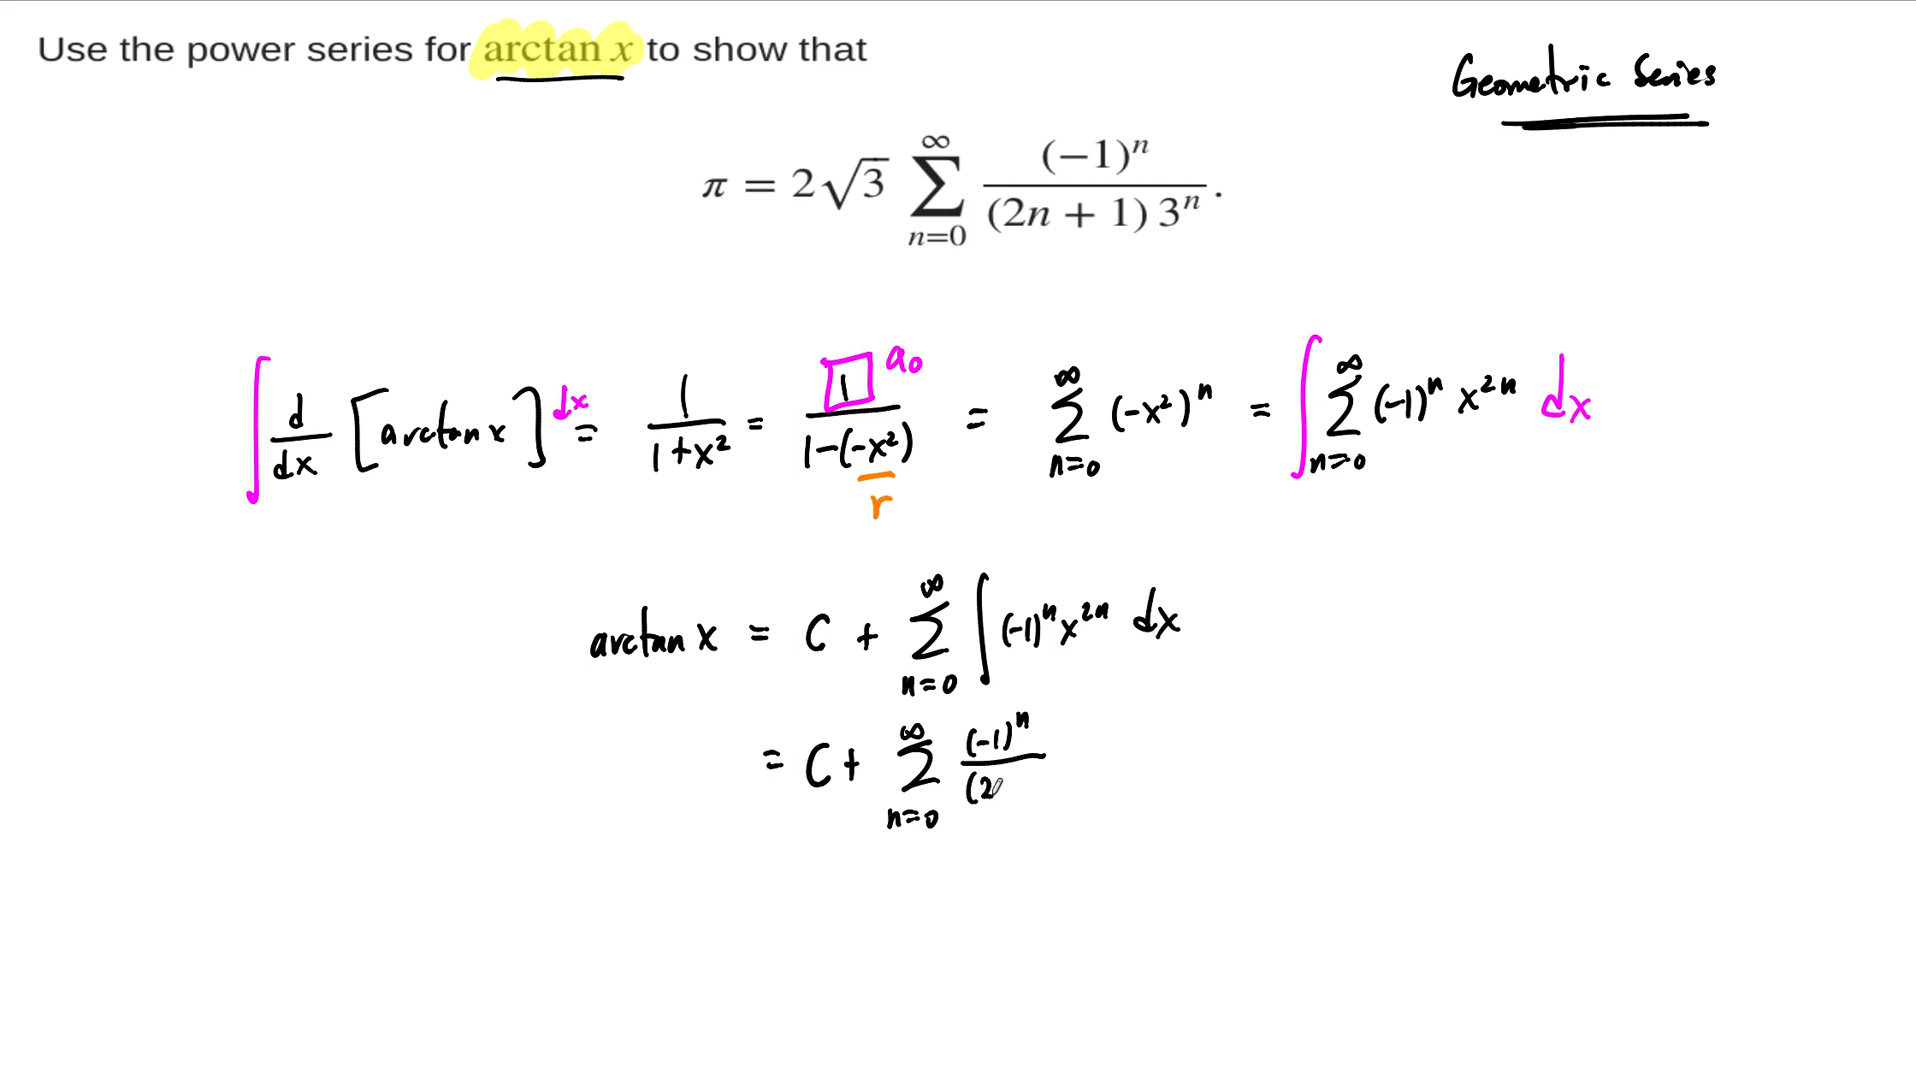 Use the power series for arctan x to show that
Geometric Series
π = 2√3 ∑_{n=0}^{∞} (−1)^n / ((2n + 1) 3^n) .
∫ d/dx [arctan x] dx = 1/(1+x²) = 1/(1−(−x²)) = ∑_{n=0}^{∞} (−x²)^n = ∫ ∑_{n=0}^{∞} (−1)^n x^{2n} dx
a₀
r
arctan x = C + ∑_{n=0}^{∞} ∫ (−1)^n x^{2n} dx
= C + ∑_{n=0}^{∞} (−1)^n / (2